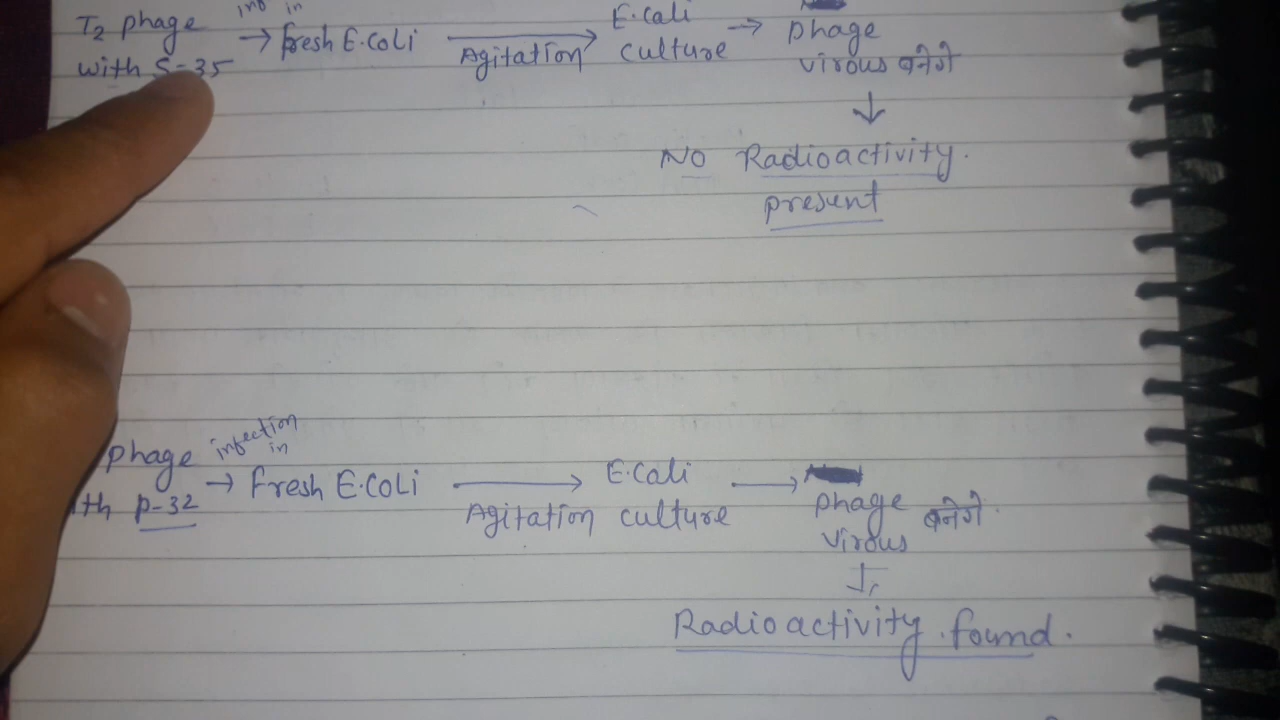 T2 phage inf in E.Coli
with S-35 → fresh E.Coli Agitation → culture → phage
virous बनेगे
↓
NO Radioactivity.
present
phage infection in E.Coli →
ith P-32 → fresh E.COLi Agitation → culture phage बनेगे.
virous
↓
Radioactivity found.